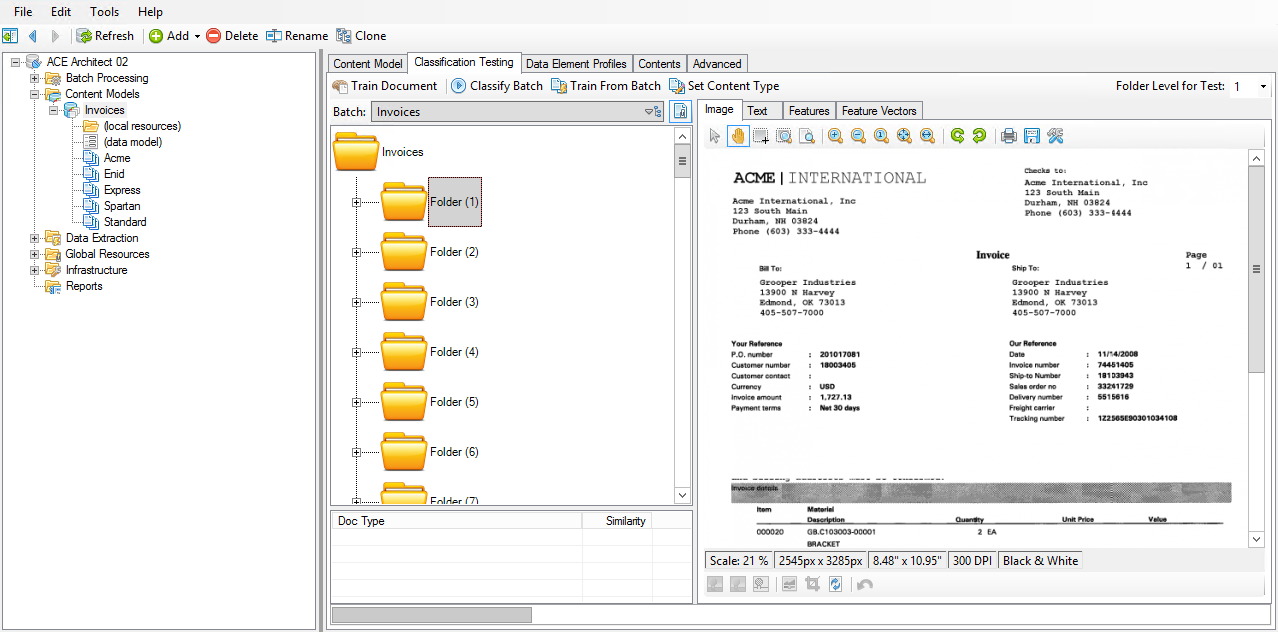 File Edit Tools Help
Refresh Add Delete Rename Clone
ACE Architect 02
Batch Processing
Content Models
Invoices
(local resources)
(data model)
Acme
Enid
Express
Spartan
Standard
Data Extraction
Global Resources
Infrastructure
Reports
Content Model Classification Testing Data Element Profiles Contents Advanced
Train Document Classify Batch Train From Batch Set Content Type Folder Level for Test: 1
Batch: Invoices
Invoices
Folder (1)
Folder (2)
Folder (3)
Folder (4)
Folder (5)
Folder (6)
Folder (7)
Doc Type Similarity
Image Text Features Feature Vectors
ACME | INTERNATIONAL
Acme International, Inc
123 South Main
Durham, NH 03824
Phone (603) 333-4444
Checks to:
Acme International, Inc
123 South Main
Durham, NH 03824
Phone (603) 333-4444
Invoice
Page
1 / 01
Bill To:
Grooper Industries
13900 N Harvey
Edmond, OK 73013
405-507-7000
Ship To:
Grooper Industries
13900 N Harvey
Edmond, OK 73013
405-507-7000
Your Reference
P.O. number : 201017081
Customer number : 18003405
Customer contact :
Currency : USD
Invoice amount : 1,727.13
Payment terms : Net 30 days
Our Reference
Date : 11/14/2008
Invoice number : 74451405
Ship-to Number : 18103943
Sales order no : 33241729
Delivery number : 5515616
Freight carrier :
Tracking number : 1Z2565E90301034108
Invoice details
Item Material
Description Quantity Unit Price Value
000020 GB.C103003-00001 2 EA
BRACKET
Scale: 21 % 2545px x 3285px 8.48" x 10.95" 300 DPI Black & White